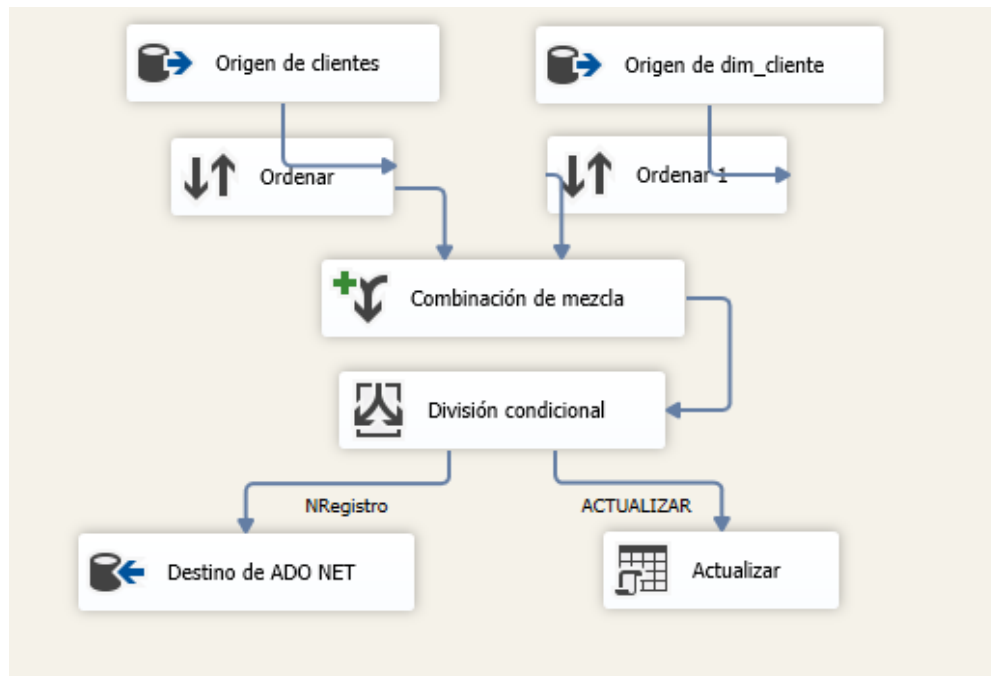 Origen de clientes
Origen de dim_cliente
Ordenar
Ordenar 1
Combinación de mezcla
División condicional
NRegistro
ACTUALIZAR
Destino de ADO NET
Actualizar